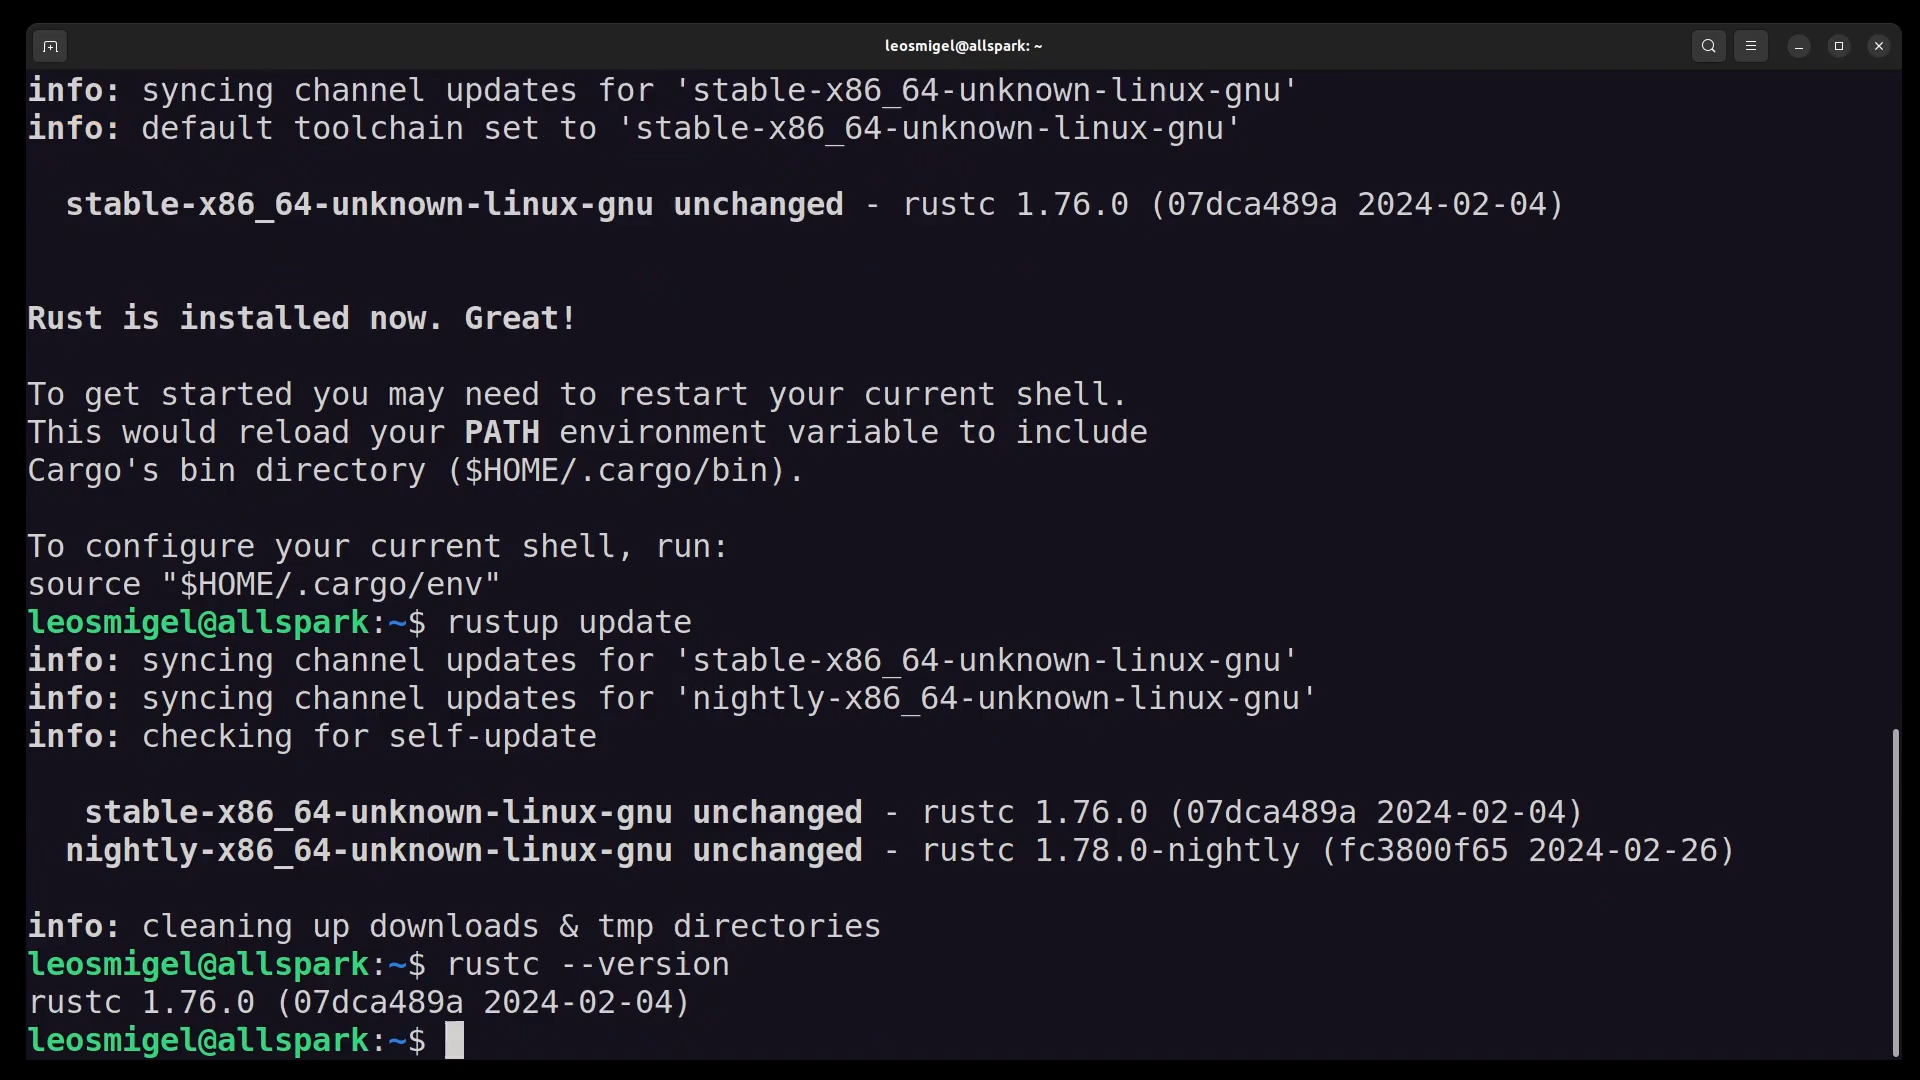 leosmigel@allspark: ~
info: syncing channel updates for 'stable-x86_64-unknown-linux-gnu'
info: default toolchain set to 'stable-x86_64-unknown-linux-gnu'
stable-x86_64-unknown-linux-gnu unchanged - rustc 1.76.0 (07dca489a 2024-02-04)
Rust is installed now. Great!
To get started you may need to restart your current shell.
This would reload your PATH environment variable to include
Cargo's bin directory ($HOME/.cargo/bin).
To configure your current shell, run:
source "$HOME/.cargo/env"
leosmigel@allspark:~$ rustup update
info: syncing channel updates for 'stable-x86_64-unknown-linux-gnu'
info: syncing channel updates for 'nightly-x86_64-unknown-linux-gnu'
info: checking for self-update
stable-x86_64-unknown-linux-gnu unchanged - rustc 1.76.0 (07dca489a 2024-02-04)
nightly-x86_64-unknown-linux-gnu unchanged - rustc 1.78.0-nightly (fc3800f65 2024-02-26)
info: cleaning up downloads & tmp directories
leosmigel@allspark:~$ rustc --version
rustc 1.76.0 (07dca489a 2024-02-04)
leosmigel@allspark:~$